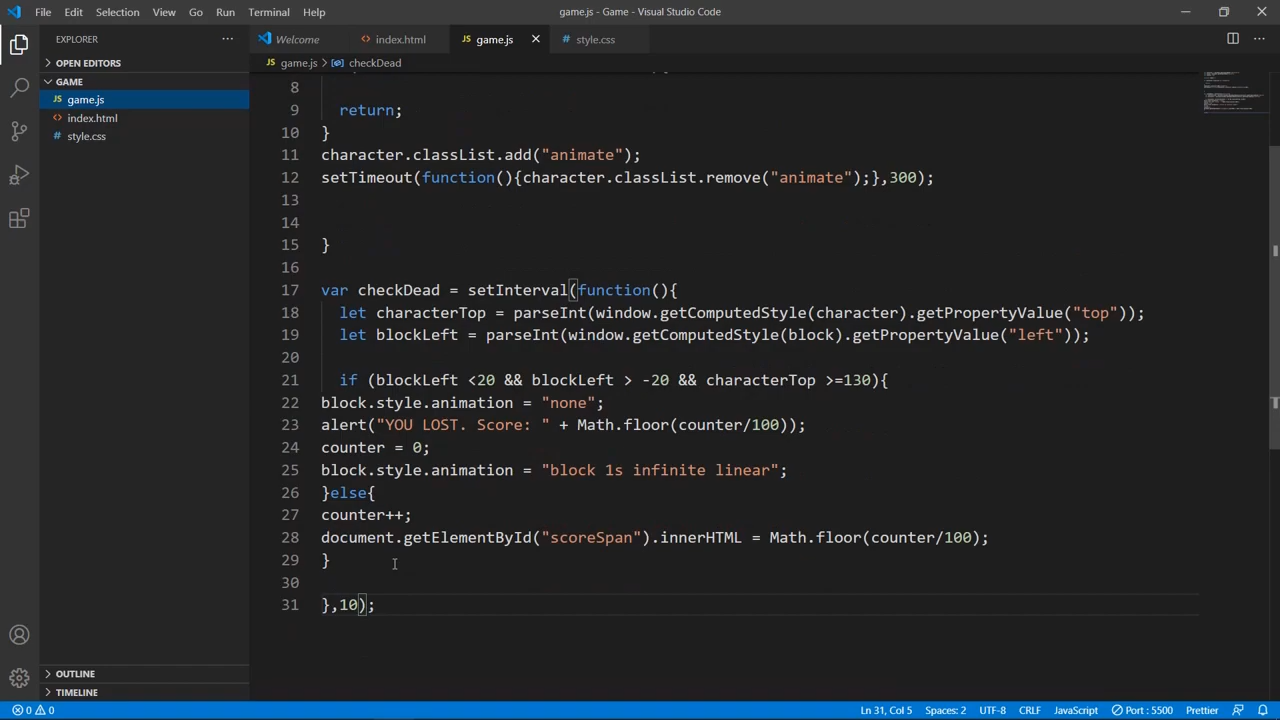 File Edit Selection View Go Run Terminal Help game.js - Game - Visual Studio Code
EXPLORER
Welcome index.html game.js style.css
OPEN EDITORS
game.js > checkDead
GAME
game.js
index.html
style.css
8
9 return;
10 }
11 character.classList.add("animate");
12 setTimeout(function(){character.classList.remove("animate");},300);
13
14
15 }
16
17 var checkDead = setInterval(function(){
18 let characterTop = parseInt(window.getComputedStyle(character).getPropertyValue("top"));
19 let blockLeft = parseInt(window.getComputedStyle(block).getPropertyValue("left"));
20
21 if (blockLeft <20 && blockLeft > -20 && characterTop >=130){
22 block.style.animation = "none";
23 alert("YOU LOST. Score: " + Math.floor(counter/100));
24 counter = 0;
25 block.style.animation = "block 1s infinite linear";
26 }else{
27 counter++;
28 document.getElementById("scoreSpan").innerHTML = Math.floor(counter/100);
29 }
30
31 },10);
OUTLINE
TIMELINE
0 0 Ln 31, Col 5 Spaces: 2 UTF-8 CRLF JavaScript Port : 5500 Prettier